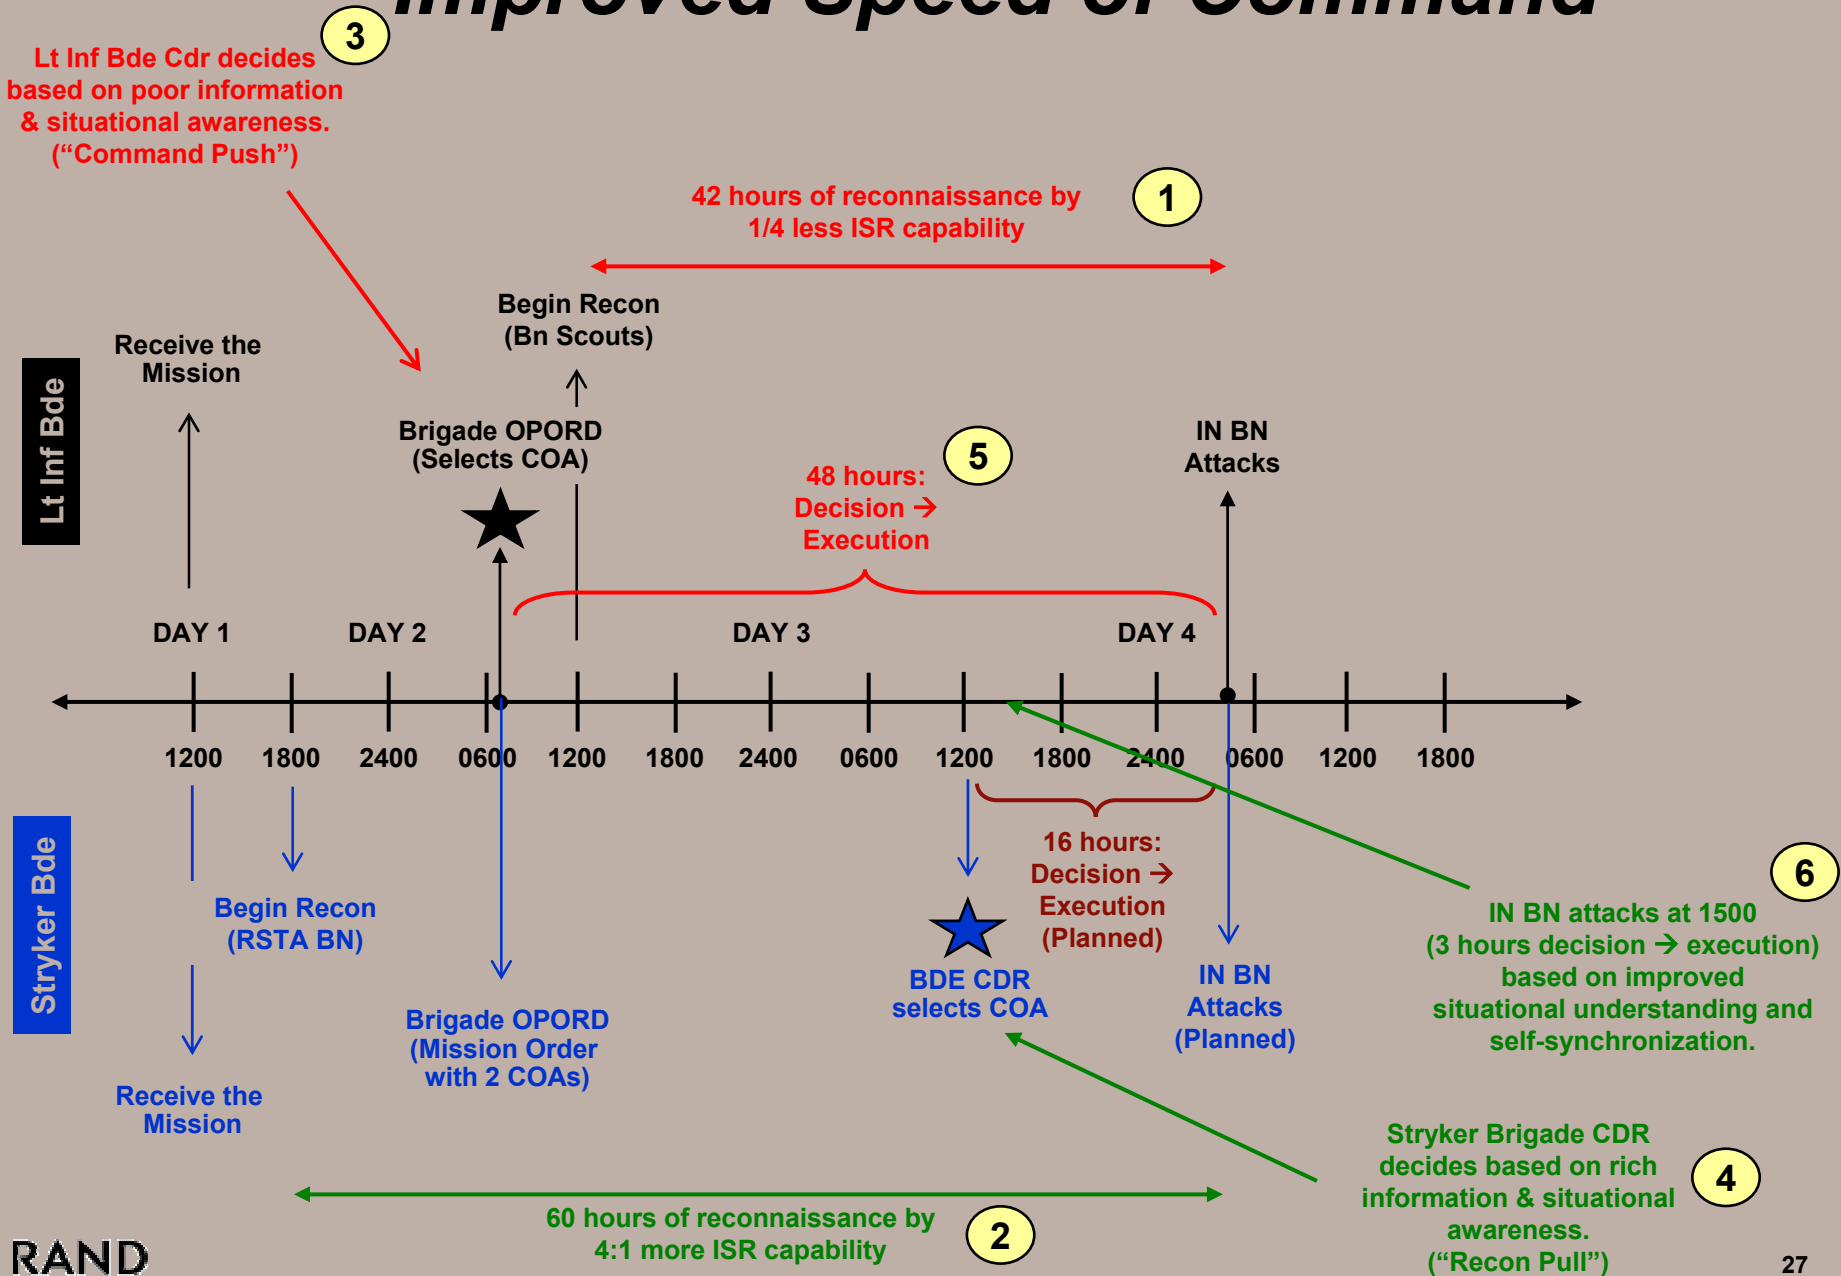 Improved Speed of Command
3
Lt Inf Bde Cdr decides
based on poor information
& situational awareness.
(“Command Push”)
42 hours of reconnaissance by
1/4 less ISR capability
1
Begin Recon
(Bn Scouts)
Receive the
Mission
Lt Inf Bde
Brigade OPORD
(Selects COA)
5
48 hours:
Decision →
Execution
IN BN
Attacks
DAY 1
DAY 2
DAY 3
DAY 4
1200 1800 2400 0600 1200 1800 2400 0600 1200 1800 2400 0600 1200 1800
Stryker Bde
Begin Recon
(RSTA BN)
Receive the
Mission
Brigade OPORD
(Mission Order
with 2 COAs)
BDE CDR
selects COA
16 hours:
Decision →
Execution
(Planned)
IN BN
Attacks
(Planned)
6
IN BN attacks at 1500
(3 hours decision → execution)
based on improved
situational understanding and
self-synchronization.
Stryker Brigade CDR
decides based on rich
information & situational
awareness.
(“Recon Pull”)
4
60 hours of reconnaissance by
4:1 more ISR capability
2
RAND
27